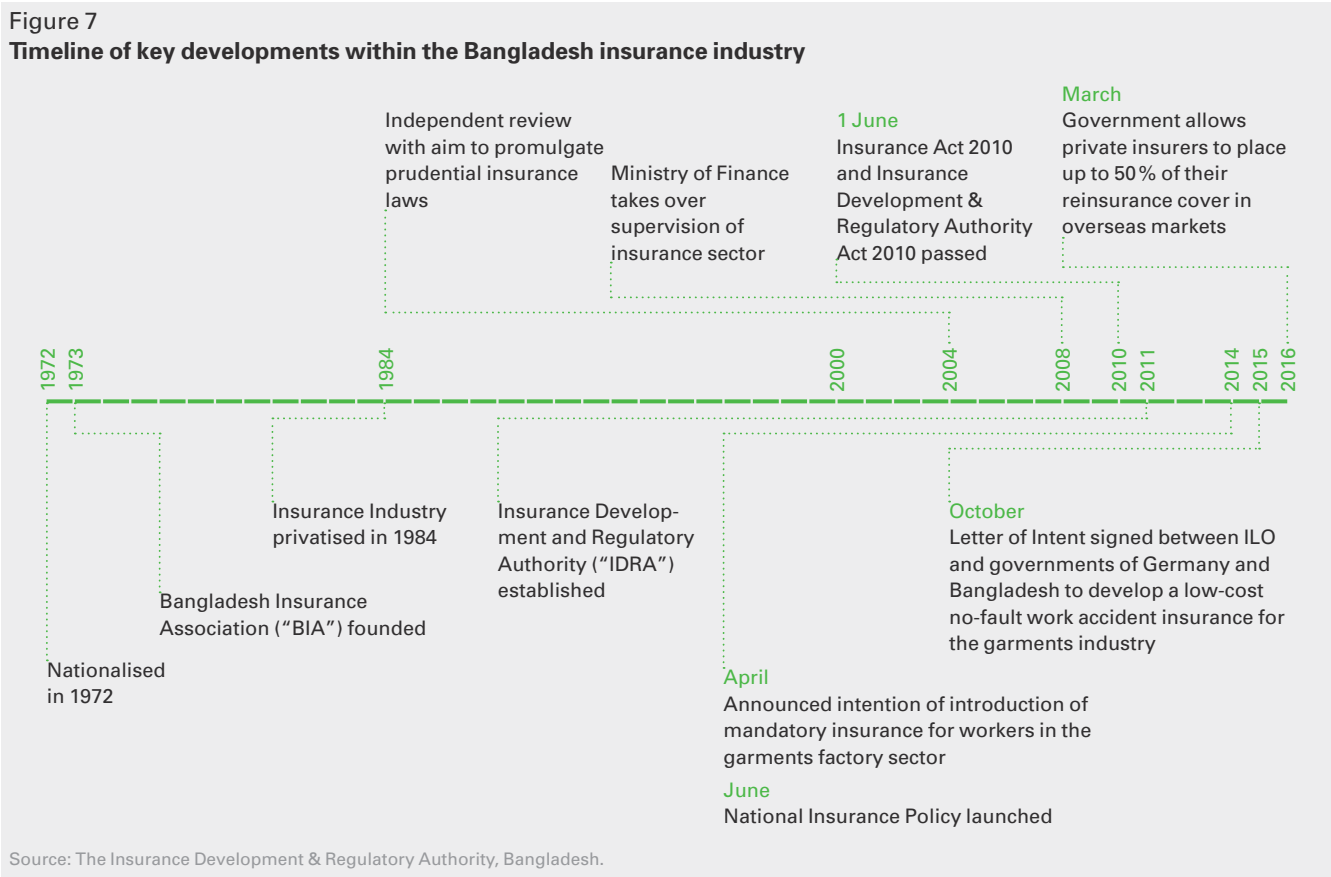 Figure 7
Timeline of key developments within the Bangladesh insurance industry
Independent review
with aim to promulgate
prudential insurance
laws
Ministry of Finance
takes over
supervision of
insurance sector
1 June
Insurance Act 2010
and Insurance
Development &
Regulatory Authority
Act 2010 passed
March
Government allows
private insurers to place
up to 50% of their
reinsurance cover in
overseas markets
1972
1973
1984
2000
2004
2008
2010
2011
2014
2015
2016
Nationalised
in 1972
Bangladesh Insurance
Association (“BIA”) founded
Insurance Industry
privatised in 1984
Insurance Develop-
ment and Regulatory
Authority (“IDRA”)
established
April
Announced intention of introduction of
mandatory insurance for workers in the
garments factory sector
June
National Insurance Policy launched
October
Letter of Intent signed between ILO
and governments of Germany and
Bangladesh to develop a low-cost
no-fault work accident insurance for
the garments industry
Source: The Insurance Development & Regulatory Authority, Bangladesh.